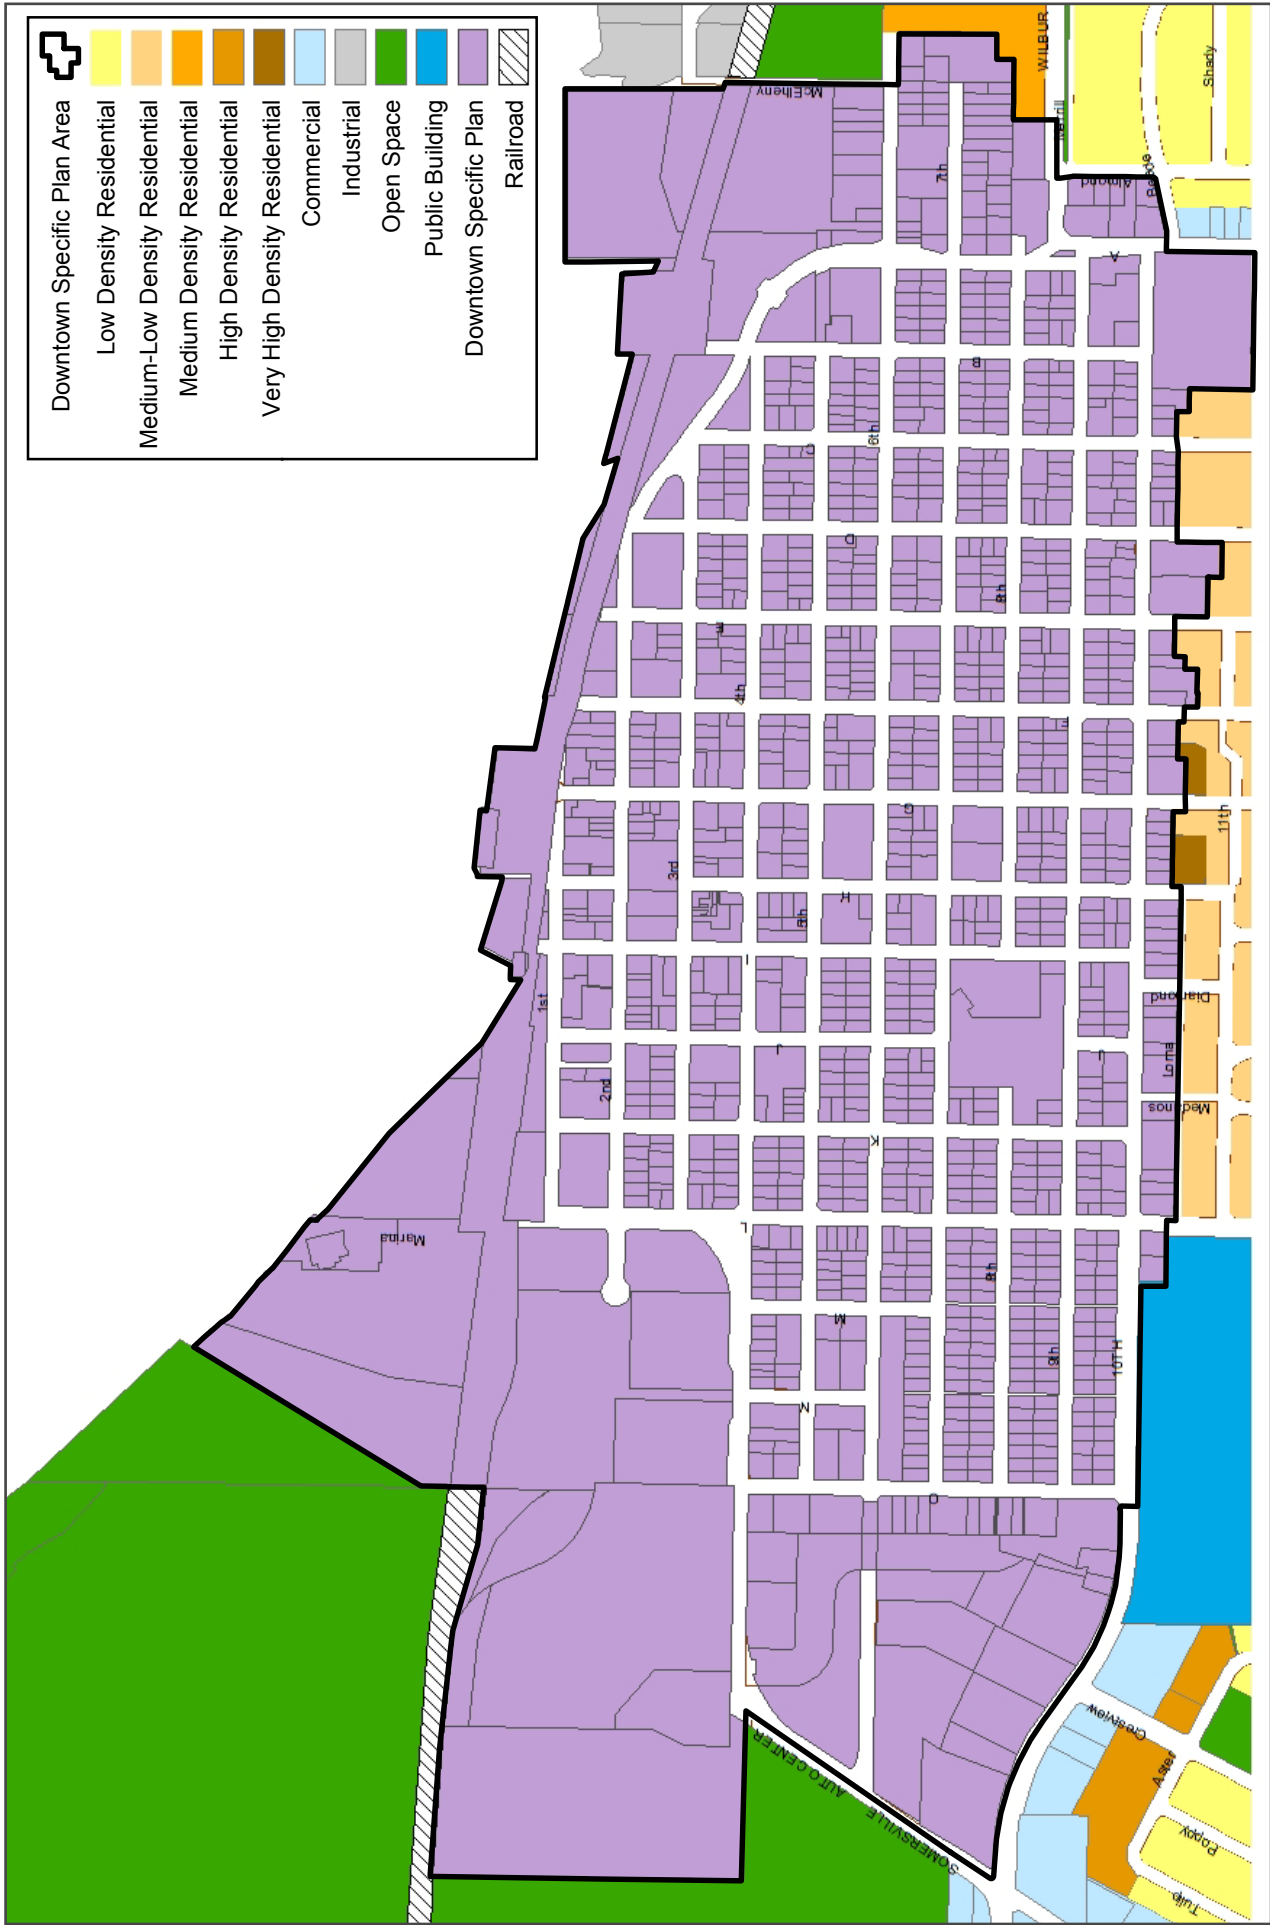 Downtown Specific Plan Area
Low Density Residential
Medium-Low Density Residential
Medium Density Residential
High Density Residential
Very High Density Residential
Commercial
Industrial
Open Space
Public Building
Downtown Specific Plan
Railroad
WILBUR
Shady
Merrill
McElheny
7th
Almond
Beede
A
B
C
6th
D
8th
E
4th
F
G
11th
3rd
H
5th
I
Diamond
1st
J
J
Loma
2nd
Medanos
K
L
Marina
8th
M
9th
10TH
N
O
AUTO CENTER
SOMERSVILLE
Crestview
Aster
Poppy
Tulip